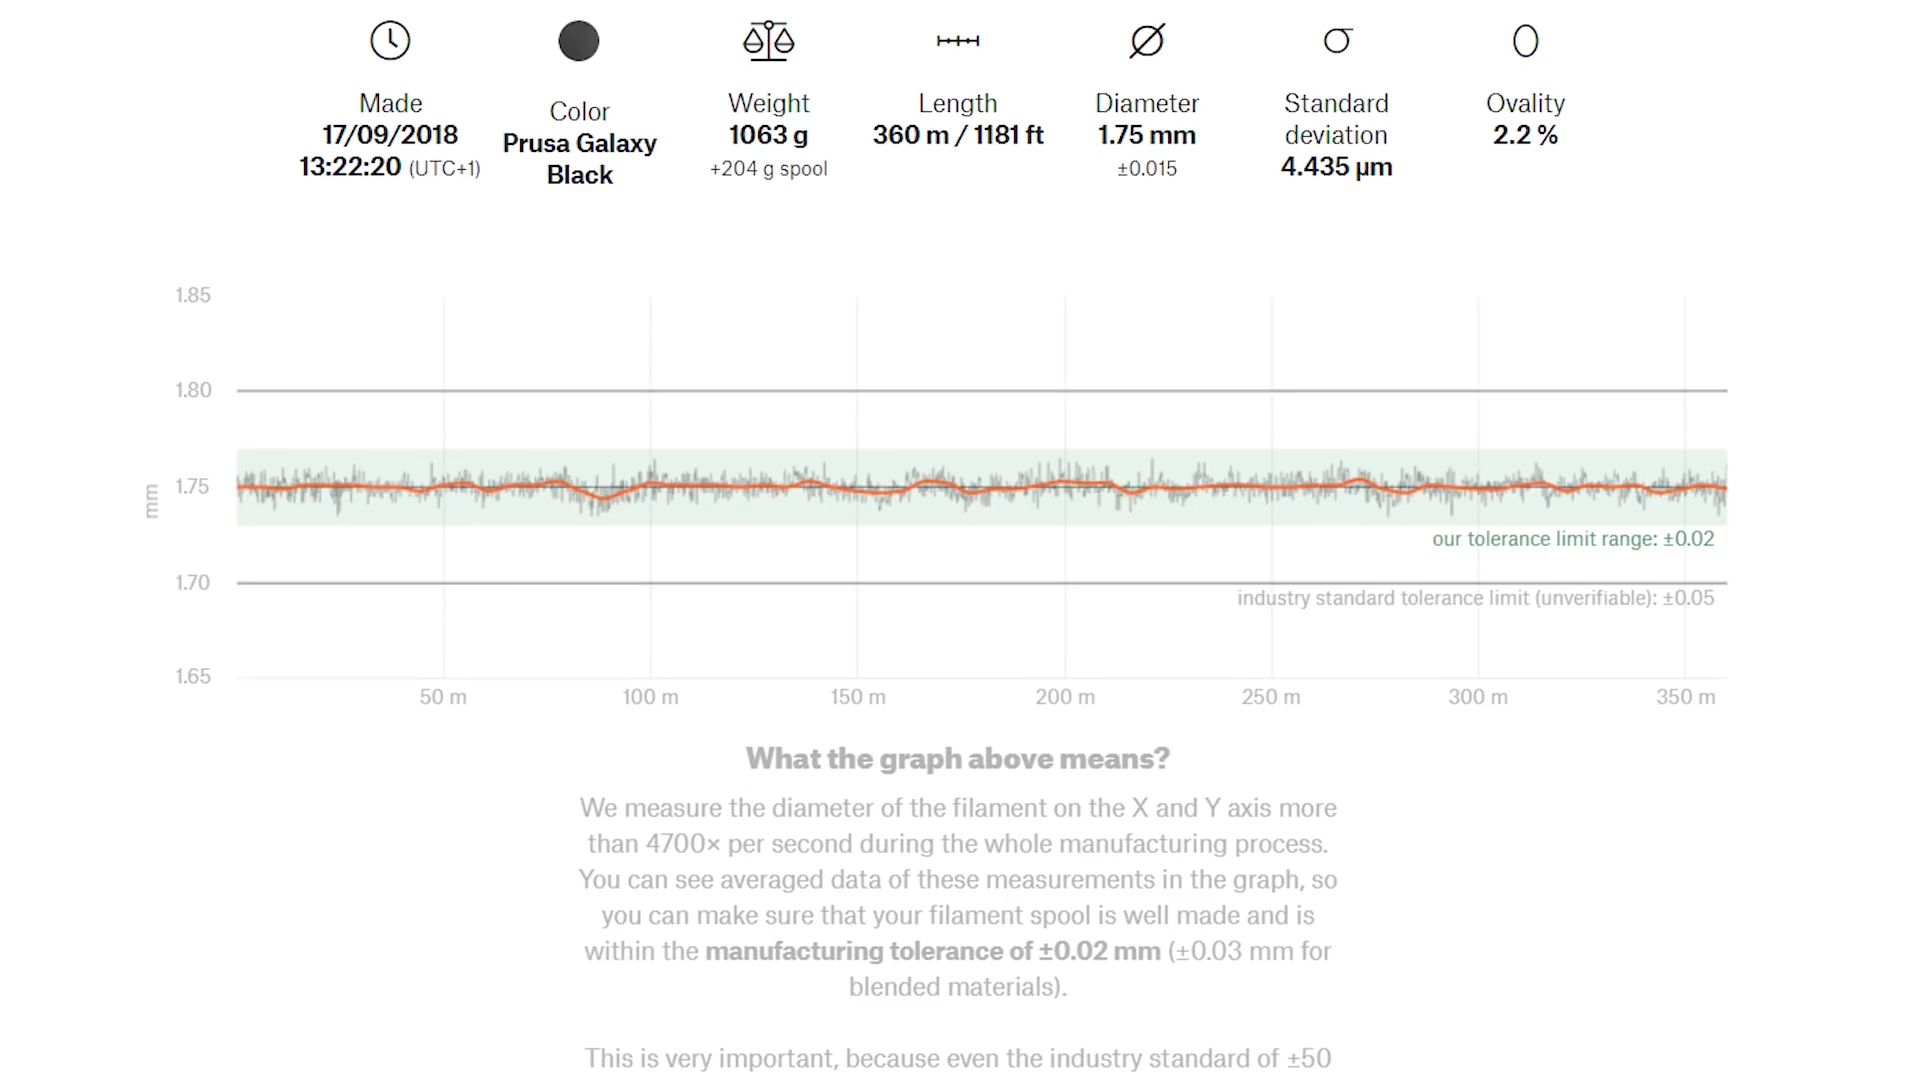 Made
17/09/2018
13:22:20 (UTC+1)
Color
Prusa Galaxy
Black
Weight
1063 g
+204 g spool
Length
360 m / 1181 ft
Diameter
1.75 mm
±0.015
Standard
deviation
4.435 µm
Ovality
2.2 %
1.85
1.80
1.75
mm
1.70
1.65
our tolerance limit range: ±0.02
industry standard tolerance limit (unverifiable): ±0.05
50 m
100 m
150 m
200 m
250 m
300 m
350 m
What the graph above means?
We measure the diameter of the filament on the X and Y axis more
than 4700× per second during the whole manufacturing process.
You can see averaged data of these measurements in the graph, so
you can make sure that your filament spool is well made and is
within the manufacturing tolerance of ±0.02 mm (±0.03 mm for
blended materials).
This is very important, because even the industry standard of ±50